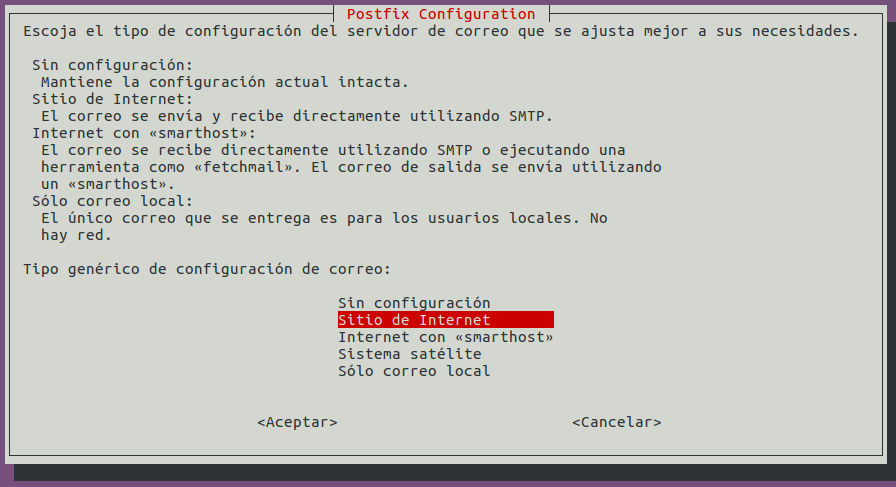 Postfix Configuration
Escoja el tipo de configuración del servidor de correo que se ajusta mejor a sus necesidades.
Sin configuración:
Mantiene la configuración actual intacta.
Sitio de Internet:
El correo se envía y recibe directamente utilizando SMTP.
Internet con «smarthost»:
El correo se recibe directamente utilizando SMTP o ejecutando una
herramienta como «fetchmail». El correo de salida se envía utilizando
un «smarthost».
Sólo correo local:
El único correo que se entrega es para los usuarios locales. No
hay red.
Tipo genérico de configuración de correo:
Sin configuración
Sitio de Internet
Internet con «smarthost»
Sistema satélite
Sólo correo local
<Aceptar> <Cancelar>